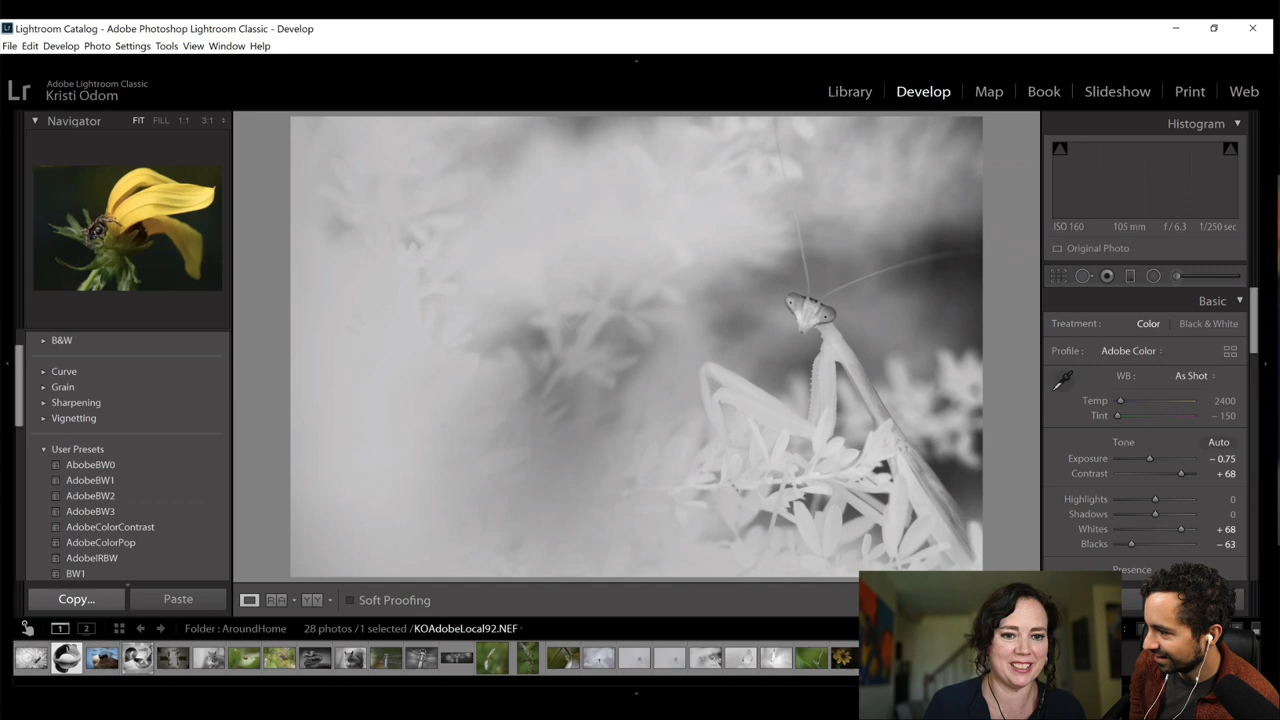 Lr Lightroom Catalog - Adobe Photoshop Lightroom Classic - Develop
File Edit Develop Photo Settings Tools View Window Help
Lr Adobe Lightroom Classic
Kristi Odom
Library Develop Map Book Slideshow Print Web
Navigator FIT FILL 1:1 3:1
Histogram
ISO 160 105 mm f / 6.3 1/250 sec
Original Photo
Basic
Treatment : Color Black & White
Profile : Adobe Color
WB : As Shot
Temp 2400
Tint – 150
Tone Auto
Exposure – 0.75
Contrast + 68
Highlights 0
Shadows 0
Whites + 68
Blacks – 63
Presence
B&W
Curve
Grain
Sharpening
Vignetting
User Presets
AbobeBW0
AdobeBW1
AdobeBW2
AdobeBW3
AdobeColorContrast
AdobeColorPop
AdobeIRBW
BW1
Copy... Paste
Soft Proofing
1 2 Folder : AroundHome 28 photos /1 selected /KOAdobeLocal92.NEF